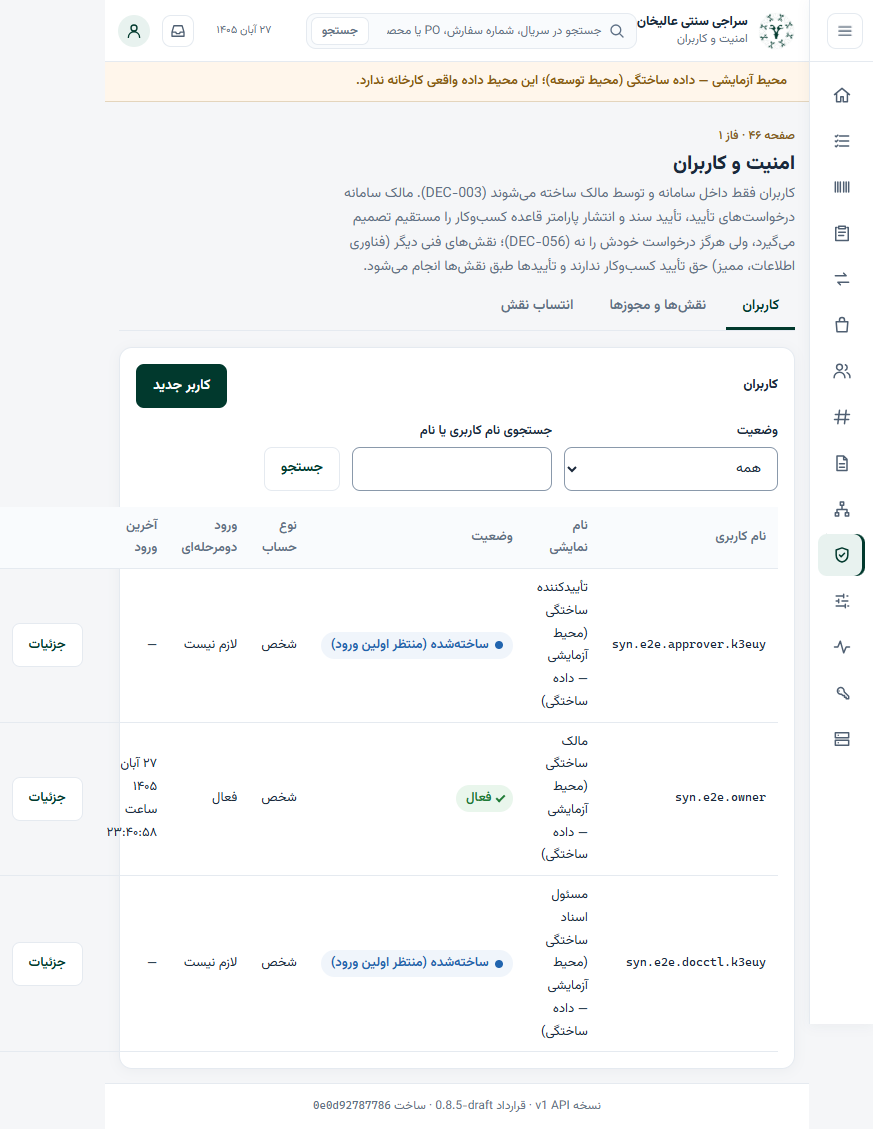 سراجی سنتی عالیخان
امنیت و کاربران
جستجو در سریال، شماره سفارش، PO یا محصـ
جستجو
۲۷ آبان ۱۴۰۵
محیط آزمایشی — داده ساختگی (محیط توسعه)؛ این محیط داده واقعی کارخانه ندارد.
صفحه ۴۶ · فاز ۱
امنیت و کاربران
کاربران فقط داخل سامانه و توسط مالک ساخته می‌شوند (DEC-003). مالک سامانه
درخواست‌های تأیید، تأیید سند و انتشار پارامتر قاعده کسب‌وکار را مستقیم تصمیم
می‌گیرد، ولی هرگز درخواست خودش را نه (DEC-056)؛ نقش‌های فنی دیگر (فناوری
اطلاعات، ممیز) حق تأیید کسب‌وکار ندارند و تأییدها طبق نقش‌ها انجام می‌شود.
کاربران
نقش‌ها و مجوزها
انتساب نقش
کاربران
کاربر جدید
وضعیت
همه
جستجوی نام کاربری یا نام
جستجو
نام کاربری
نام
نمایشی
وضعیت
نوع
حساب
ورود
دومرحله‌ای
آخرین
ورود
syn.e2e.approver.k3euy
تأییدکننده
ساختگی
(محیط
آزمایشی
— داده
ساختگی)
ساخته‌شده (منتظر اولین ورود)
شخص
لازم نیست
—
جزئیات
syn.e2e.owner
مالک
ساختگی
(محیط
آزمایشی
— داده
ساختگی)
فعال
شخص
فعال
۲۷ آبان
۱۴۰۵
ساعت
۲۳:۴۰:۵۸
جزئیات
syn.e2e.docctl.k3euy
مسئول
اسناد
ساختگی
(محیط
آزمایشی
— داده
ساختگی)
ساخته‌شده (منتظر اولین ورود)
شخص
لازم نیست
—
جزئیات
نسخه API v1 · قرارداد 0.8.5-draft · ساخت 0e0d92787786